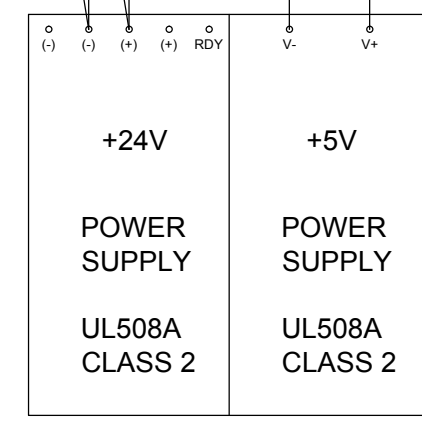 (-) (-) (+) (+) RDY
V- V+
+24V
POWER
SUPPLY
UL508A
CLASS 2
+5V
POWER
SUPPLY
UL508A
CLASS 2